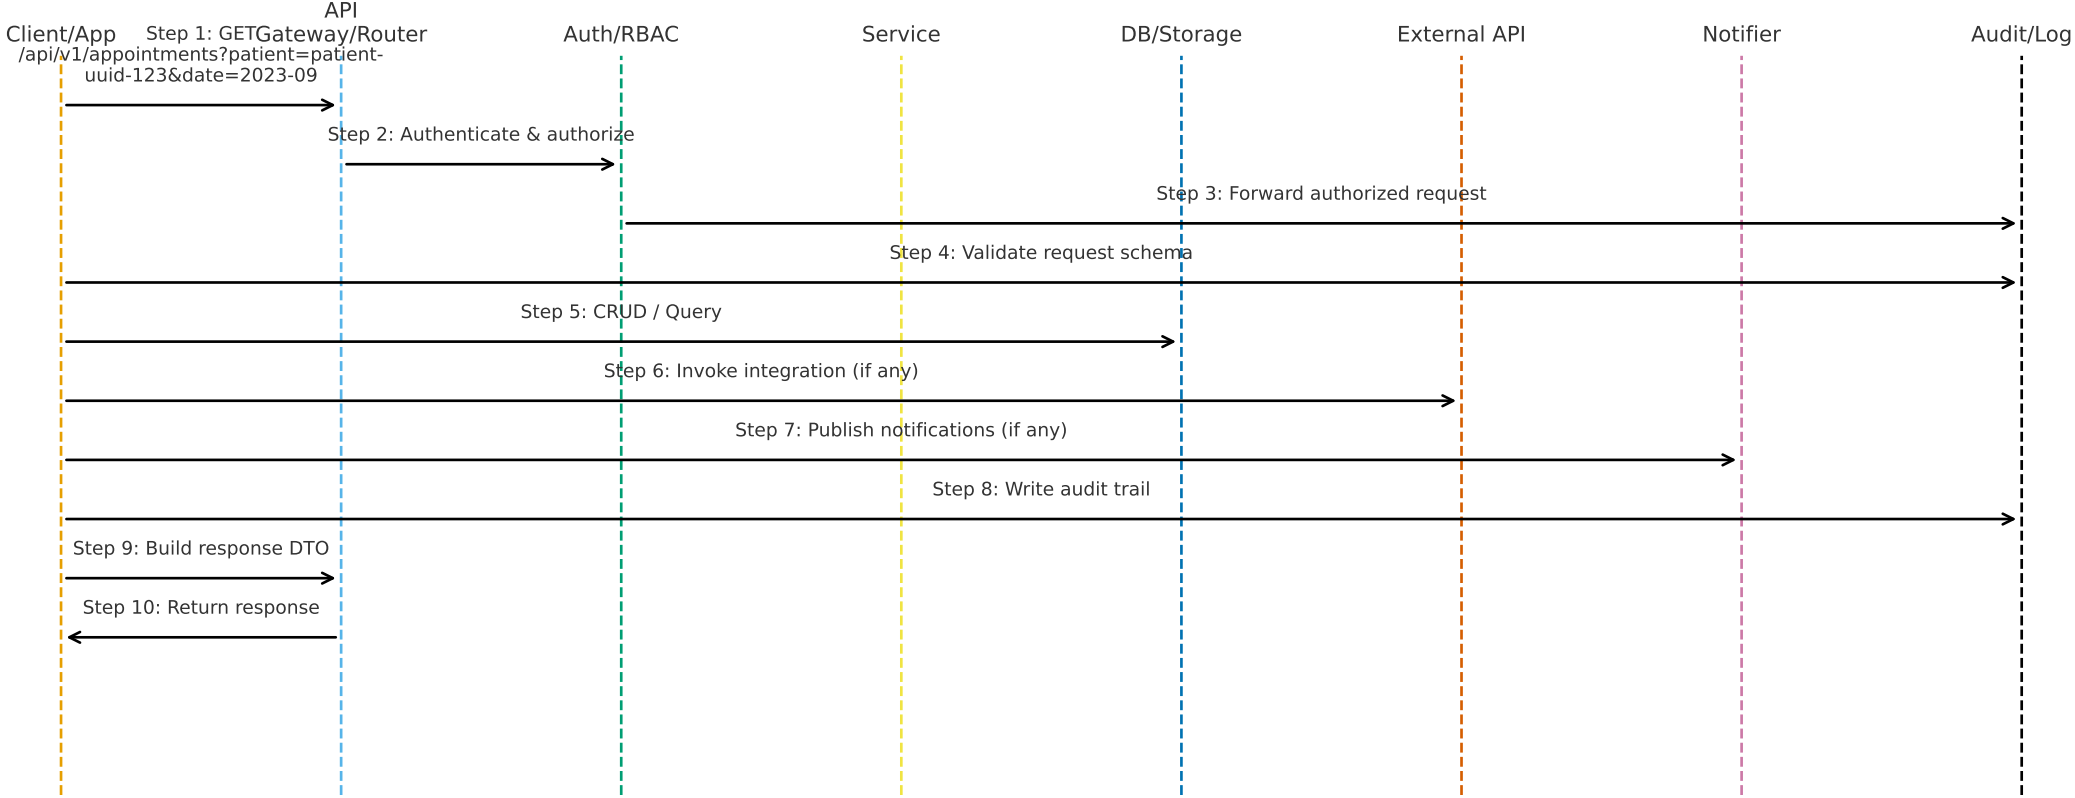 API
Client/App
Gateway/Router
Auth/RBAC
Service
DB/Storage
External API
Notifier
Audit/Log
Step 1: GET
/api/v1/appointments?patient=patient-
uuid-123&date=2023-09
Step 2: Authenticate & authorize
Step 3: Forward authorized request
Step 4: Validate request schema
Step 5: CRUD / Query
Step 6: Invoke integration (if any)
Step 7: Publish notifications (if any)
Step 8: Write audit trail
Step 9: Build response DTO
Step 10: Return response